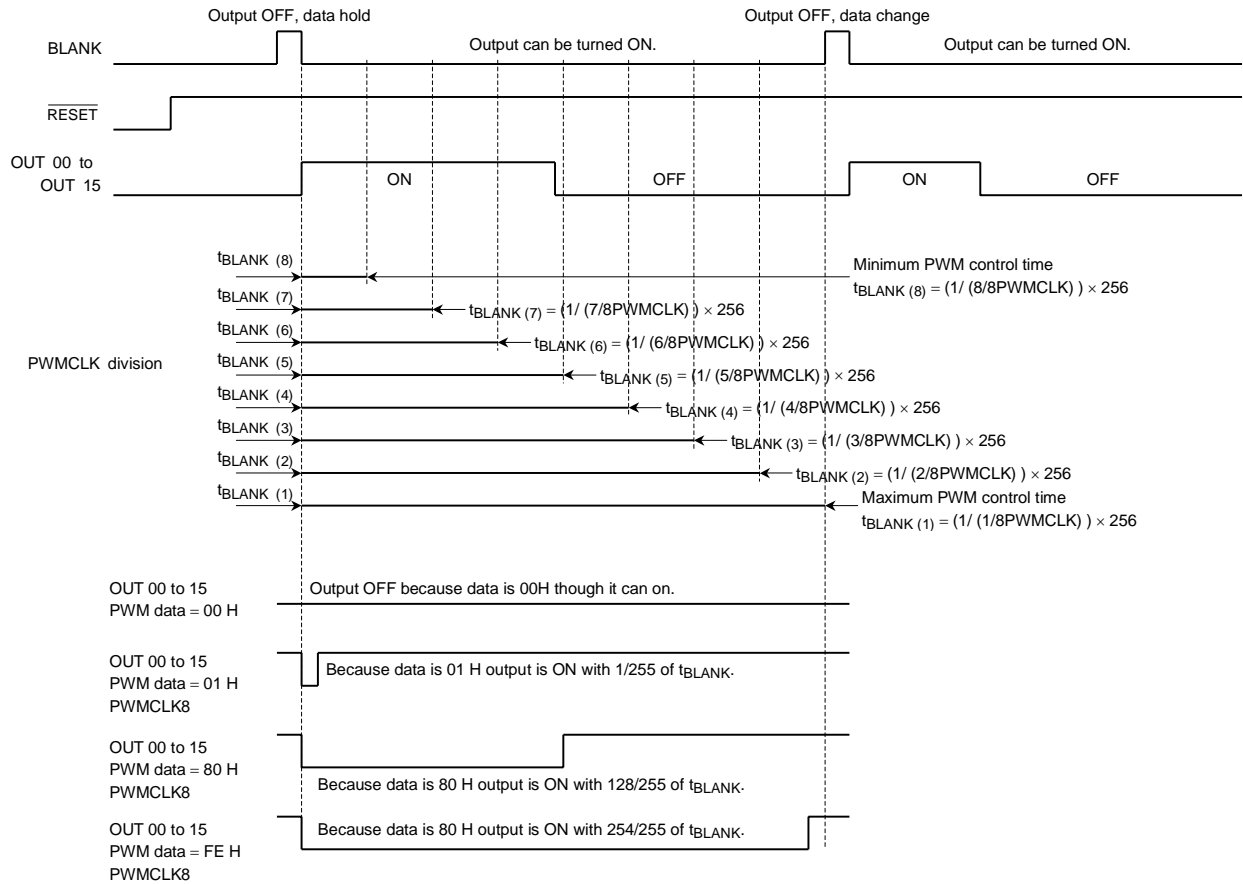 Output OFF, data hold
Output OFF, data change
BLANK
Output can be turned ON.
Output can be turned ON.
RESET
OUT 00 to
OUT 15
ON
OFF
ON
OFF
tBLANK (8)
Minimum PWM control time
tBLANK (8) = (1/ (8/8PWMCLK) ) × 256
tBLANK (7)
tBLANK (7) = (1/ (7/8PWMCLK) ) × 256
tBLANK (6)
tBLANK (6) = (1/ (6/8PWMCLK) ) × 256
PWMCLK division
tBLANK (5)
tBLANK (5) = (1/ (5/8PWMCLK) ) × 256
tBLANK (4)
tBLANK (4) = (1/ (4/8PWMCLK) ) × 256
tBLANK (3)
tBLANK (3) = (1/ (3/8PWMCLK) ) × 256
tBLANK (2)
tBLANK (2) = (1/ (2/8PWMCLK) ) × 256
tBLANK (1)
Maximum PWM control time
tBLANK (1) = (1/ (1/8PWMCLK) ) × 256
OUT 00 to 15
PWM data = 00 H
Output OFF because data is 00H though it can on.
OUT 00 to 15
PWM data = 01 H
PWMCLK8
Because data is 01 H output is ON with 1/255 of tBLANK.
OUT 00 to 15
PWM data = 80 H
PWMCLK8
Because data is 80 H output is ON with 128/255 of tBLANK.
OUT 00 to 15
PWM data = FE H
PWMCLK8
Because data is 80 H output is ON with 254/255 of tBLANK.